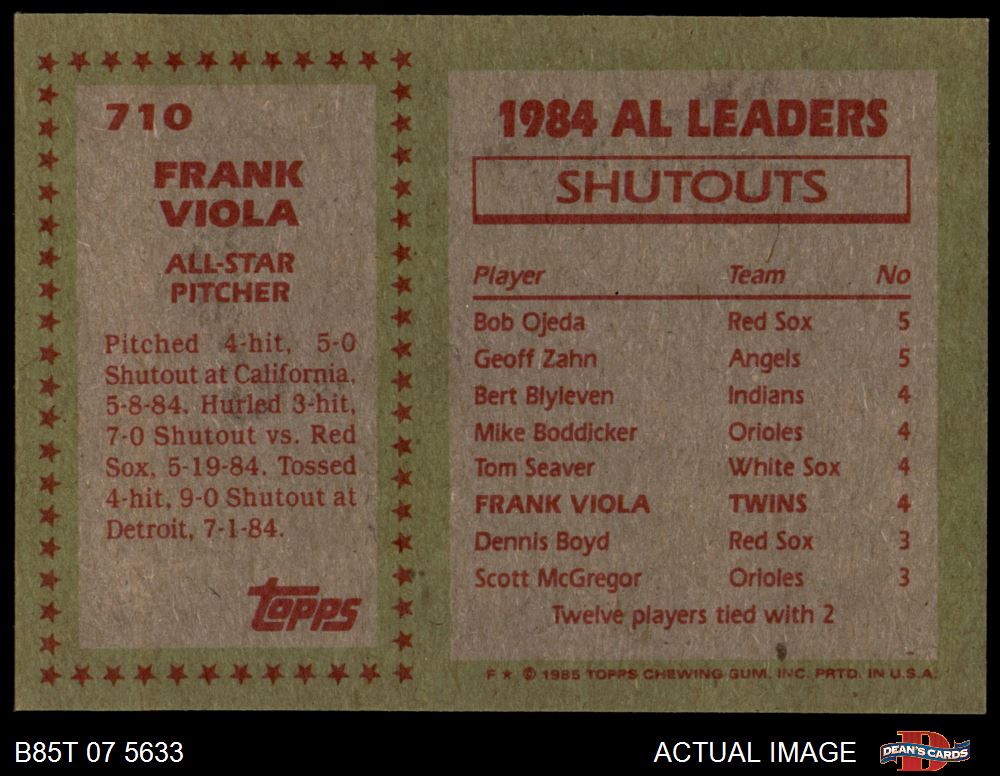 710
FRANK
VIOLA
ALL-STAR
PITCHER
Pitched 4-hit, 5-0
Shutout at California,
5-8-84. Hurled 3-hit,
7-0 Shutout vs. Red
Sox, 5-19-84. Tossed
4-hit, 9-0 Shutout at
Detroit, 7-1-84.
topps
1984 AL LEADERS
SHUTOUTS
Player Team No
Bob Ojeda Red Sox 5
Geoff Zahn Angels 5
Bert Blyleven Indians 4
Mike Boddicker Orioles 4
Tom Seaver White Sox 4
FRANK VIOLA TWINS 4
Dennis Boyd Red Sox 3
Scott McGregor Orioles 3
Twelve players tied with 2
F ★ © 1985 TOPPS CHEWING GUM, INC. PRTD. IN U.S.A.
B85T 07 5633
ACTUAL IMAGE
D
DEAN'S CARDS